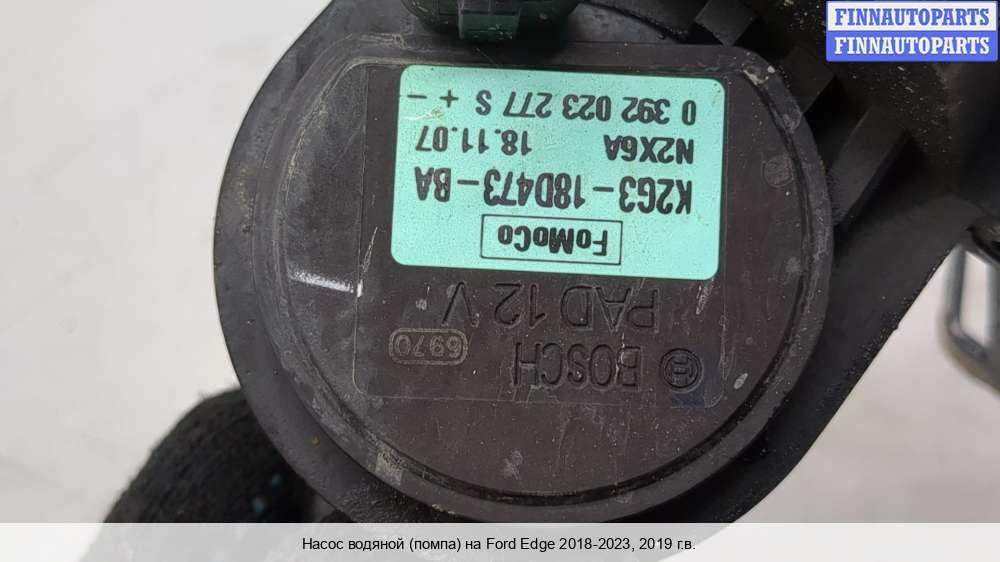 FINNAUTOPARTS
FINNAUTOPARTS
BOSCH
6970
PAD 12 V
FoMoCo
K2G3-18D473-BA
N2X6A 18.11.07
0 392 023 277 S + -
Насос водяной (помпа) на Ford Edge 2018-2023, 2019 г.в.